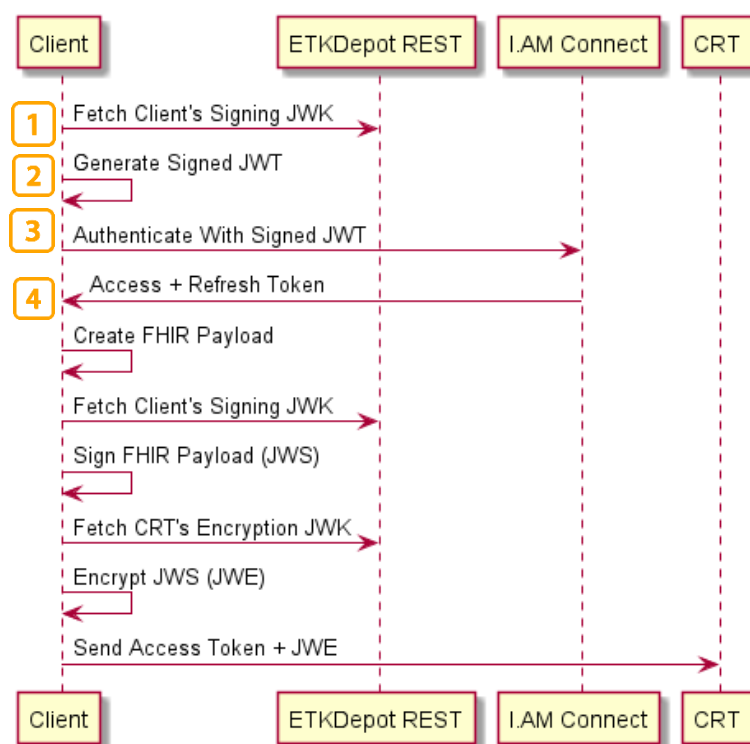 Client
ETKDepot REST
I.AM Connect
CRT
1
Fetch Client's Signing JWK
2
Generate Signed JWT
3
Authenticate With Signed JWT
4
Access + Refresh Token
Create FHIR Payload
Fetch Client's Signing JWK
Sign FHIR Payload (JWS)
Fetch CRT's Encryption JWK
Encrypt JWS (JWE)
Send Access Token + JWE
Client
ETKDepot REST
I.AM Connect
CRT